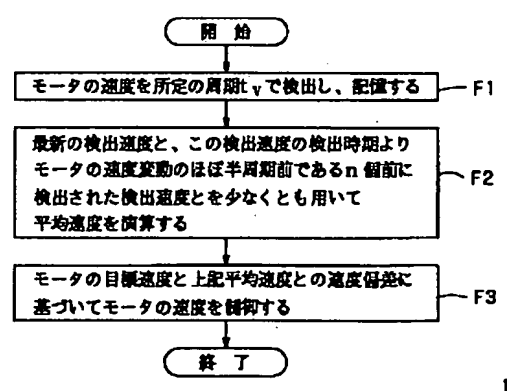 開 始
モータの速度を所定の周期tvで検出し、記憶する
F1
最新の検出速度と、この検出速度の検出時期より
モータの速度変動のほぼ半周期前であるn 個前に
検出された検出速度とを少なくとも用いて
平均速度を演算する
F2
モータの目標速度と上記平均速度との速度偏差に
基づいてモータの速度を制御する
F3
終 了
1